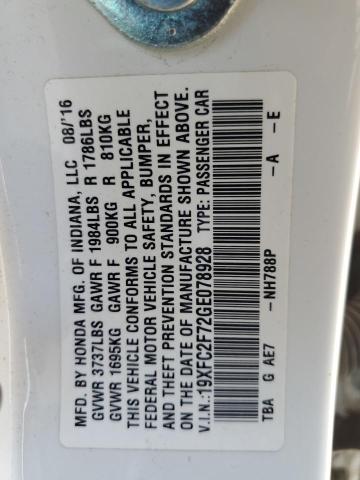 MFD. BY HONDA MFG. OF INDIANA, LLC 08/'16
GVWR 3737LBS GAWR F 1984LBS R 1786LBS
GVWR 1695KG GAWR F 900KG R 810KG
THIS VEHICLE CONFORMS TO ALL APPLICABLE
FEDERAL MOTOR VEHICLE SAFETY, BUMPER,
AND THEFT PREVENTION STANDARDS IN EFFECT
ON THE DATE OF MANUFACTURE SHOWN ABOVE.
V.I.N.:19XFC2F72GE078928 TYPE: PASSENGER CAR
TBA G AE7 -NH788P -A -E